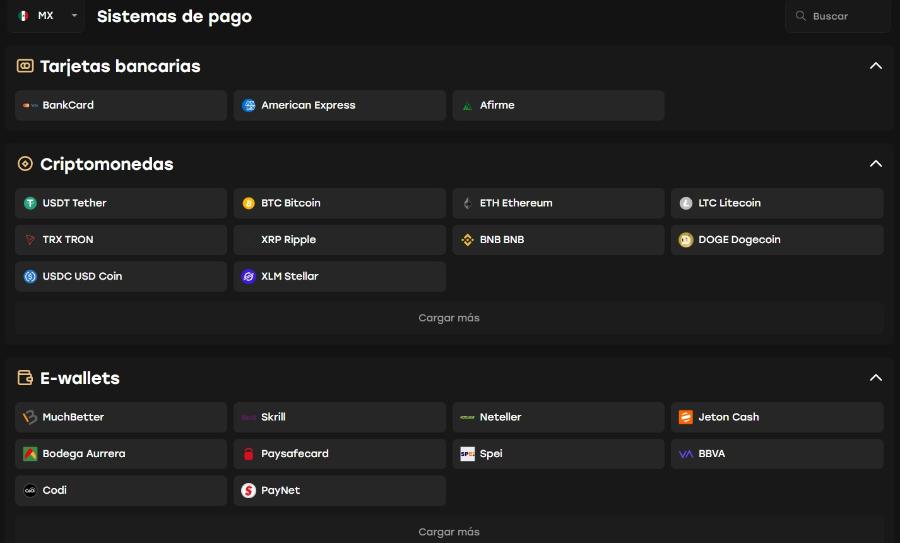 MX Sistemas de pago Buscar
Tarjetas bancarias
BankCard American Express Afirme
Criptomonedas
USDT Tether BTC Bitcoin ETH Ethereum LTC Litecoin
TRX TRON XRP Ripple BNB BNB DOGE Dogecoin
USDC USD Coin XLM Stellar
Cargar más
E-wallets
MuchBetter Skrill Neteller Jeton Cash
Bodega Aurrera Paysafecard Spei BBVA
Codi PayNet
Cargar más